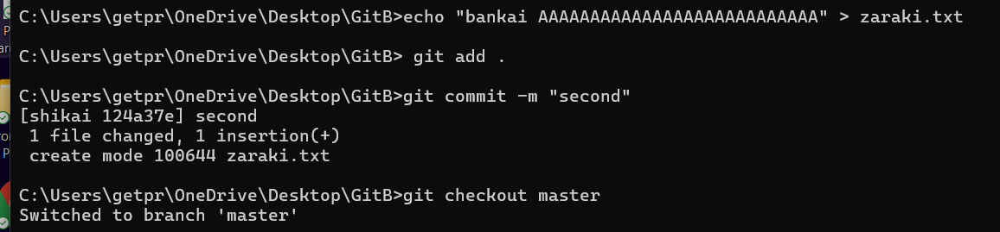 C:\Users\getpr\OneDrive\Desktop\GitB>echo "bankai AAAAAAAAAAAAAAAAAAAAAAAAAAA" > zaraki.txt
C:\Users\getpr\OneDrive\Desktop\GitB> git add .
C:\Users\getpr\OneDrive\Desktop\GitB>git commit -m "second"
[shikai 124a37e] second
 1 file changed, 1 insertion(+)
 create mode 100644 zaraki.txt
C:\Users\getpr\OneDrive\Desktop\GitB>git checkout master
Switched to branch 'master'